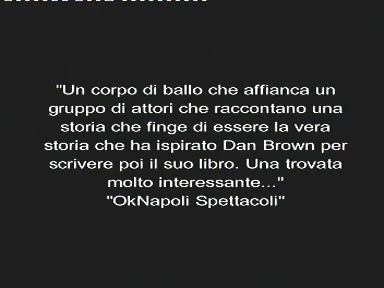 "Un corpo di ballo che affianca un
gruppo di attori che raccontano una
storia che finge di essere la vera
storia che ha ispirato Dan Brown per
scrivere poi il suo libro. Una trovata
molto interessante..."
"OkNapoli Spettacoli"